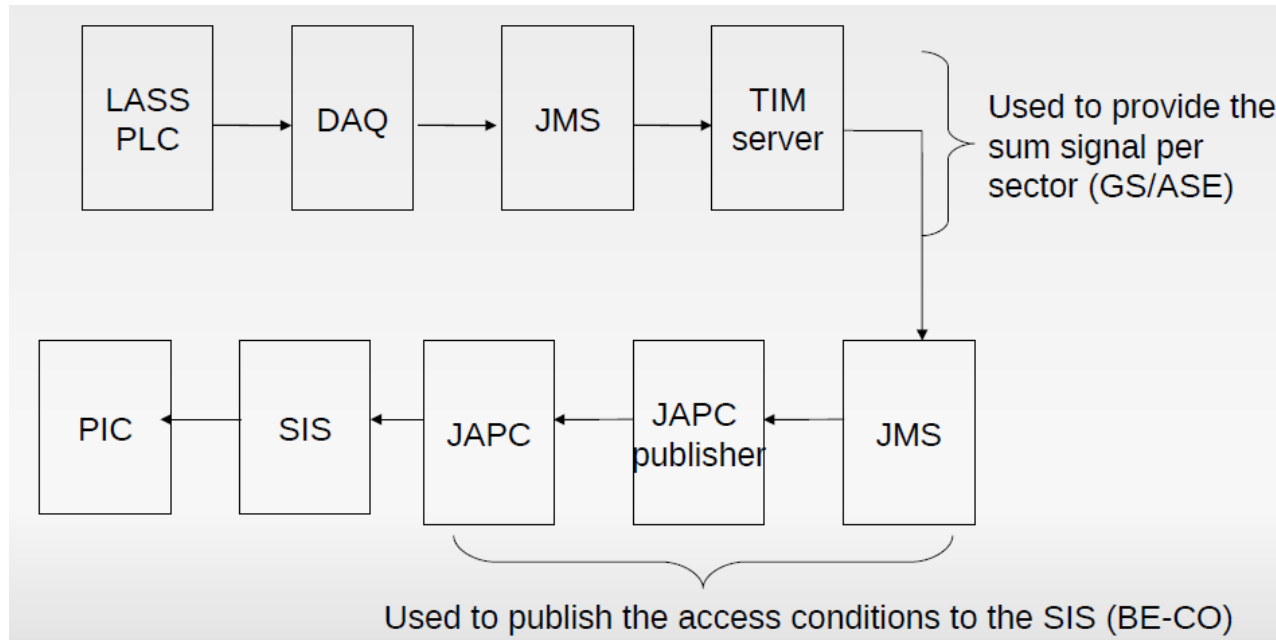 LASS
PLC
DAQ
JMS
TIM
server
Used to provide the
sum signal per
sector (GS/ASE)
PIC
SIS
JAPC
JAPC
publisher
JMS
Used to publish the access conditions to the SIS (BE-CO)